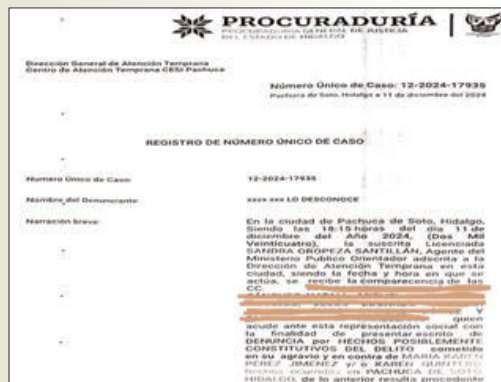 PROCURADURÍA
PROCURADURÍA GENERAL DE JUSTICIA
DEL ESTADO DE HIDALGO
Dirección General de Atención Temprana
Centro de Atención Temprana CESI Pachuca
Número Único de Caso: 12-2024-17935
Pachuca de Soto, Hidalgo a 11 de diciembre del 2024
REGISTRO DE NÚMERO ÚNICO DE CASO
Numero Único de Caso: 12-2024-17935
Nombre del Denunciante: xxxx xxx LO DESCONOCE
Narración breve: En la ciudad de Pachuca de Soto, Hidalgo.
Siendo las 18:15 horas del día 11 de
diciembre del Año 2024, (Dos Mil
Veinticuatro), la suscrita Licenciada
SANDRA OROPEZA SANTILLÁN, Agente del
Ministerio Publico Orientador adscrita a la
Dirección de Atención Temprana en esta
ciudad, siendo la fecha y hora en que se
actúa, se recibe la comparecencia de las
CC.
Y
quien
acude ante esta representación social con
la finalidad de presentar escrito de
DENUNCIA por HECHOS POSIBLEMENTE
CONSTITUTIVOS DEL DELITO cometido
en su agravio y en contra de MARIA KAREN
PÉREZ JIMENEZ y/o KAREN QUINTERO,
hechos ocurridos en PACHUCA DE SOTO
HIDALGO, de lo anterior resulta procedente